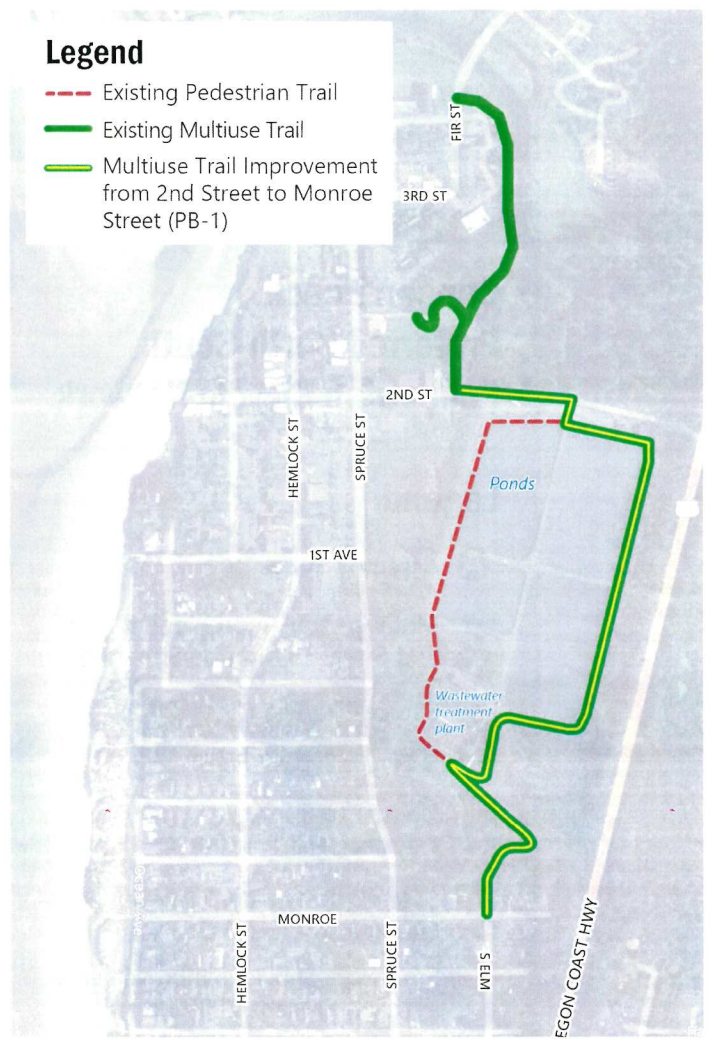 Legend
Existing Pedestrian Trail
Existing Multiuse Trail
Multiuse Trail Improvement
from 2nd Street to Monroe
Street (PB-1)
FIR ST
3RD ST
2ND ST
HEMLOCK ST
SPRUCE ST
Ponds
1ST AVE
Wastewater
treatment
plant
MONROE
HEMLOCK ST
SPRUCE ST
S ELM
EGON COAST HWY